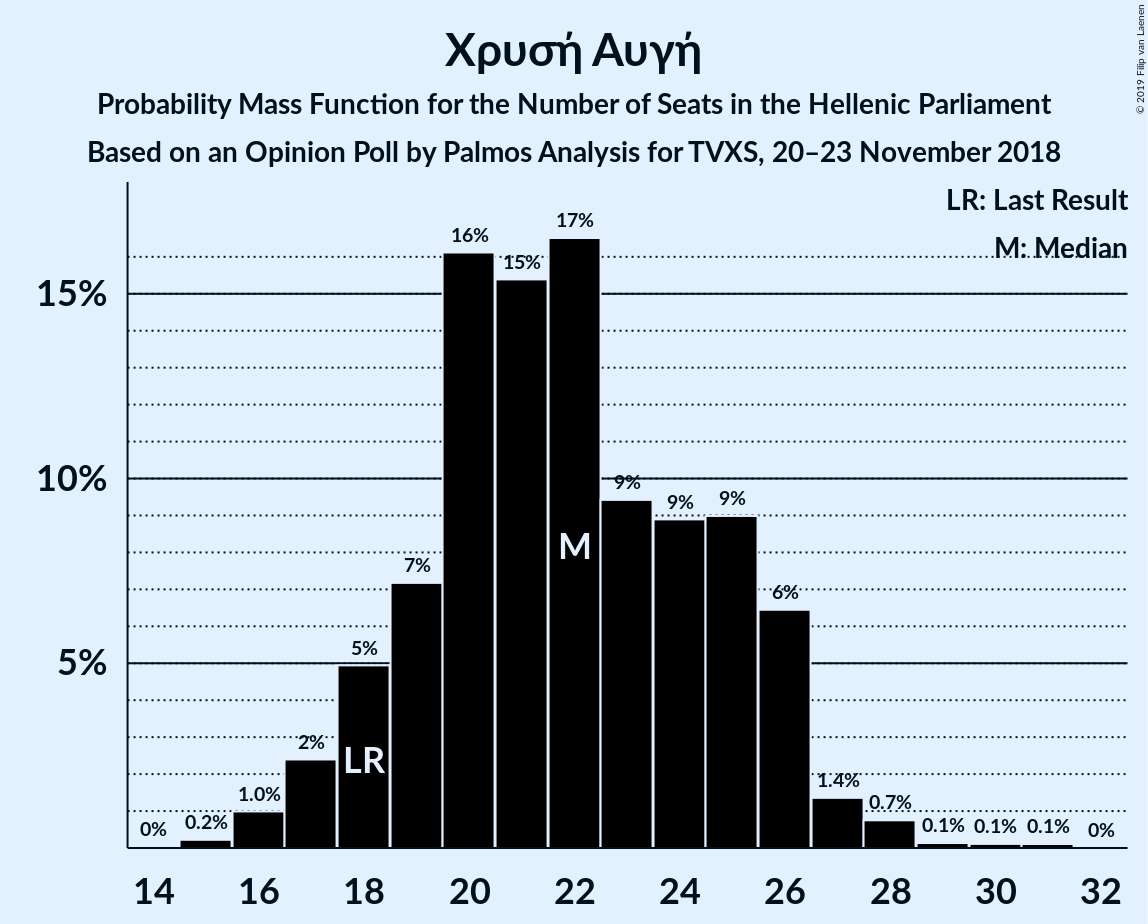 Χρυσή Αυγή
Probability Mass Function for the Number of Seats in the Hellenic Parliament
Based on an Opinion Poll by Palmos Analysis for TVXS, 20–23 November 2018
© 2019 Filip van Laenen
LR: Last Result
M: Median
15%
10%
5%
0%
0.2%
1.0%
2%
5%
7%
16%
15%
17%
9%
9%
9%
6%
1.4%
0.7%
0.1%
0.1%
0.1%
0%
LR
M
14 16 18 20 22 24 26 28 30 32